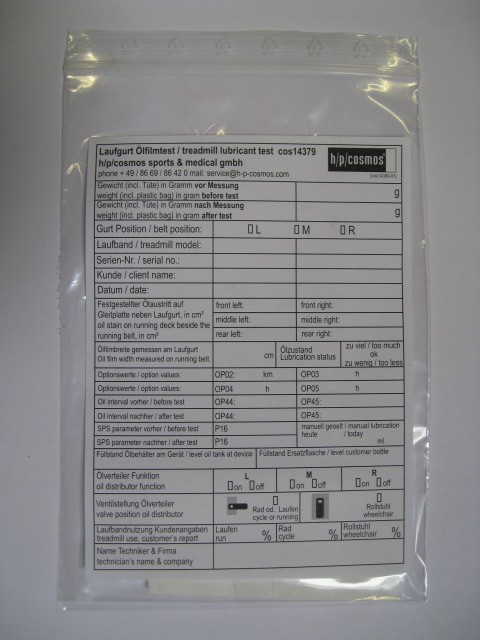 Laufgurt Ölfilmtest / treadmill lubricant test cos14379
h/p/cosmos sports & medical gmbh
phone + 49 / 86 69 / 86 42 0 mail: service@h-p-cosmos.com
h/p/cosmos
Gewicht (incl. Tüte) in Gramm vor Messung
weight (incl. plastic bag) in gram before test g
Gewicht (incl. Tüte) in Gramm nach Messung
weight (incl. plastic bag) in gram after test g
Gurt Position / belt position: L M R
Laufband / treadmill model:
Serien-Nr. / serial no.:
Kunde / client name:
Datum / date:
Festgestellter Ölaustritt auf
Gleitplatte neben Laufgurt, in cm²
oil stain on running deck beside the
running belt, in cm²
front left: front right:
middle left: middle right:
rear left: rear right:
Ölfilmbreite gemessen am Laufgurt
Oil film width measured on running belt.
cm
Ölzustand
Lubrication status
zu viel / too much
ok
zu wenig / too less
Optionswerte / option values: OP02: km OP03 h
Optionswerte / option values: OP04 h OP05 h
Oil interval vorher / before test OP44: OP45:
Oil interval nachher / after test OP44: OP45:
SPS parameter vorher / before test P16
SPS parameter nachher / after test P16
manuell geoelt / manual lubrication
heute / today
ml
Füllstand Ölbehälter am Gerät / level oil tank at device Füllstand Ersatzflasche / level customer bottle
Ölverteiler Funktion
oil distributor function
L M R
on off on off on off
Ventilstellung Ölverteiler
valve position oil distributor
Rad od. Laufen
cycle or running
Rollstuhl
wheelchair
Laufbandnutzung Kundenangaben
treadmill use, customer's report
Laufen
run %
Rad
cycle %
Rollstuhl
wheelchair %
Name Techniker & Firma
technician's name & company